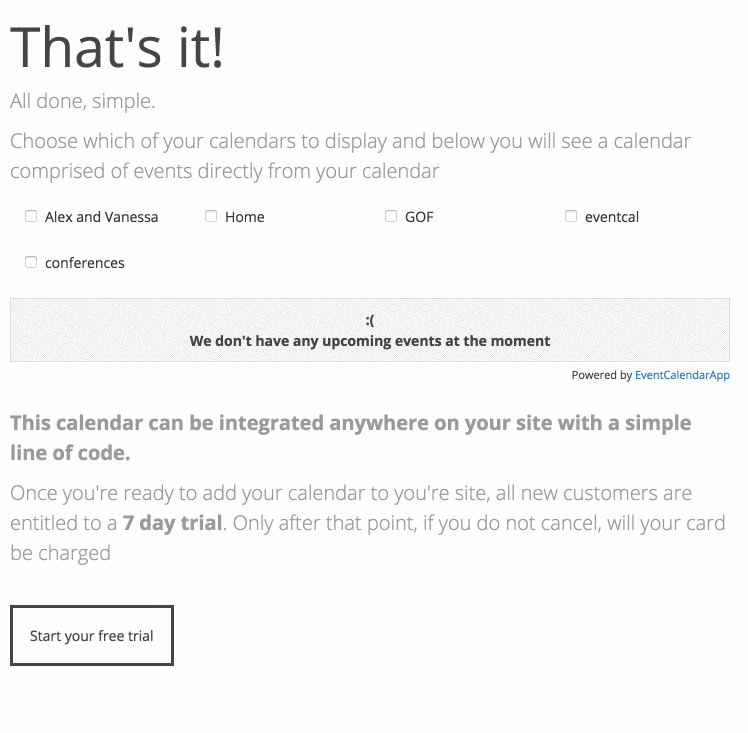 That's it!
All done, simple.
Choose which of your calendars to display and below you will see a calendar
comprised of events directly from your calendar
Alex and Vanessa Home GOF eventcal
conferences
:(
We don't have any upcoming events at the moment
Powered by EventCalendarApp
This calendar can be integrated anywhere on your site with a simple
line of code.
Once you're ready to add your calendar to you're site, all new customers are
entitled to a 7 day trial. Only after that point, if you do not cancel, will your card
be charged
Start your free trial